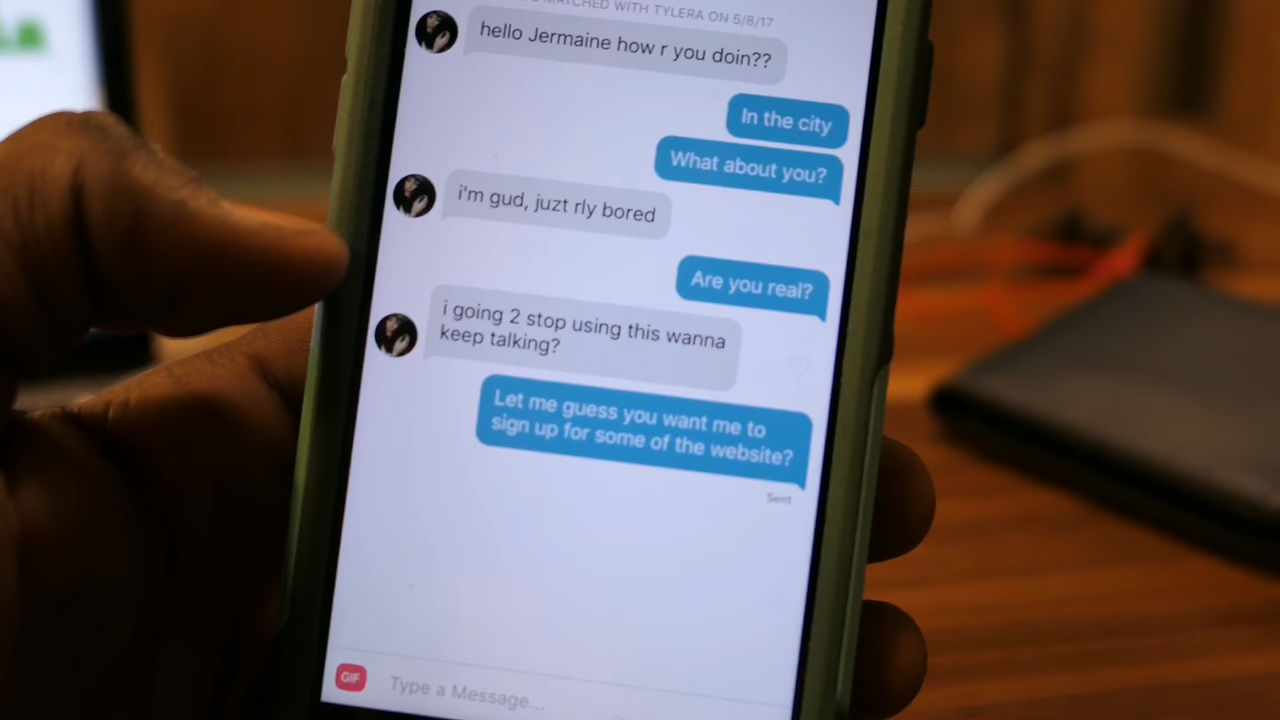 MATCHED WITH TYLERA ON 5/8/17
hello Jermaine how r you doin??
In the city
What about you?
i'm gud, juzt rly bored
Are you real?
i going 2 stop using this wanna
keep talking?
Let me guess you want me to
sign up for some of the website?
Sent
GIF
Type a Message...